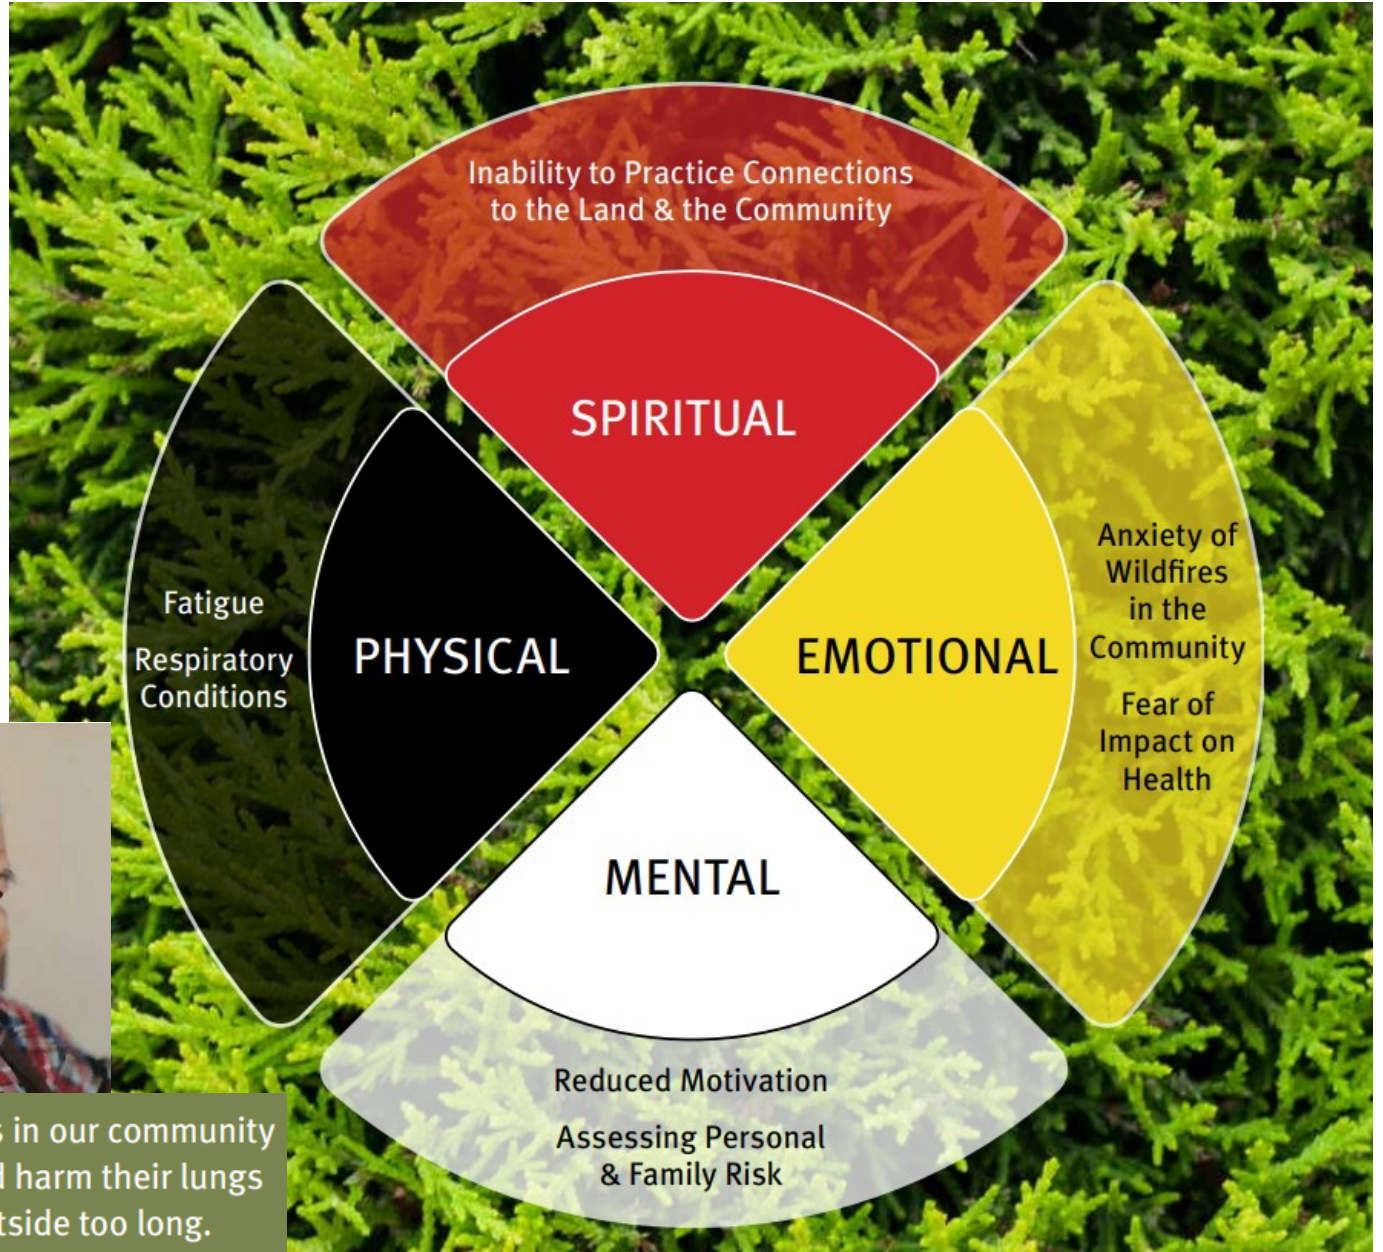 Inability to Practice Connections
to the Land & the Community
SPIRITUAL
Fatigue
Respiratory
Conditions
PHYSICAL
EMOTIONAL
Anxiety of
Wildfires
in the
Community
Fear of
Impact on
Health
MENTAL
Reduced Motivation
Assessing Personal
& Family Risk
in our community
harm their lungs
too long.